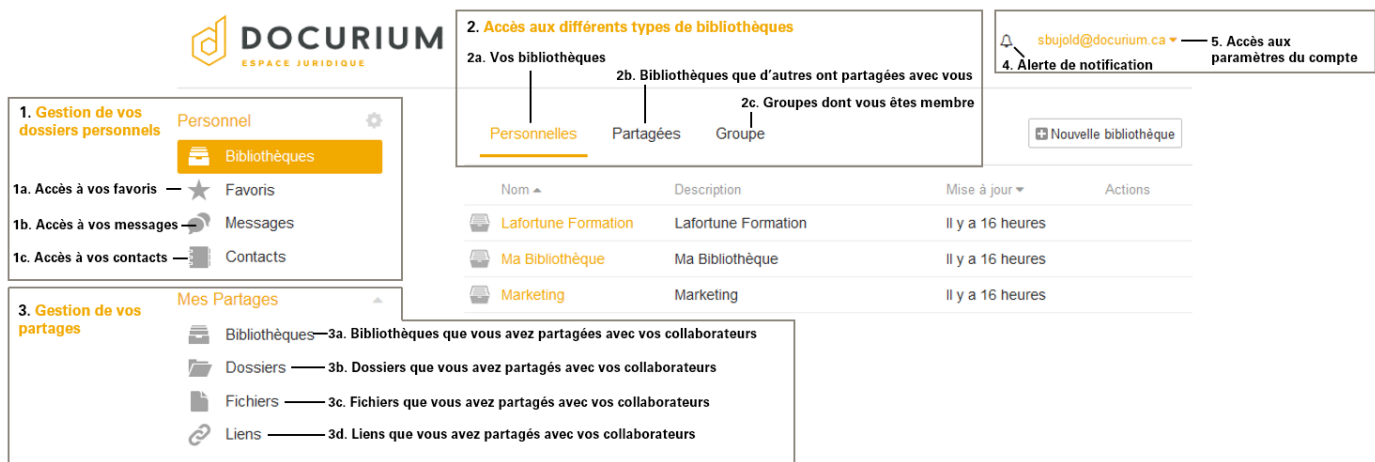 DOCURIUM
ESPACE JURIDIQUE
2. Accès aux différents types de bibliothèques
2a. Vos bibliothèques
2b. Bibliothèques que d'autres ont partagées avec vous
2c. Groupes dont vous êtes membre
Personnelles Partagées Groupe
sbujold@docurium.ca
4. Alerte de notification
5. Accès aux
paramètres du compte
Nouvelle bibliothèque
1. Gestion de vos
dossiers personnels
Personnel
Bibliothèques
1a. Accès à vos favoris Favoris
1b. Accès à vos messages Messages
1c. Accès à vos contacts Contacts
Nom Description Mise à jour Actions
Lafortune Formation Lafortune Formation Il y a 16 heures
Ma Bibliothèque Ma Bibliothèque Il y a 16 heures
Marketing Marketing Il y a 16 heures
3. Gestion de vos
partages
Mes Partages
Bibliothèques 3a. Bibliothèques que vous avez partagées avec vos collaborateurs
Dossiers 3b. Dossiers que vous avez partagés avec vos collaborateurs
Fichiers 3c. Fichiers que vous avez partagés avec vos collaborateurs
Liens 3d. Liens que vous avez partagés avec vos collaborateurs